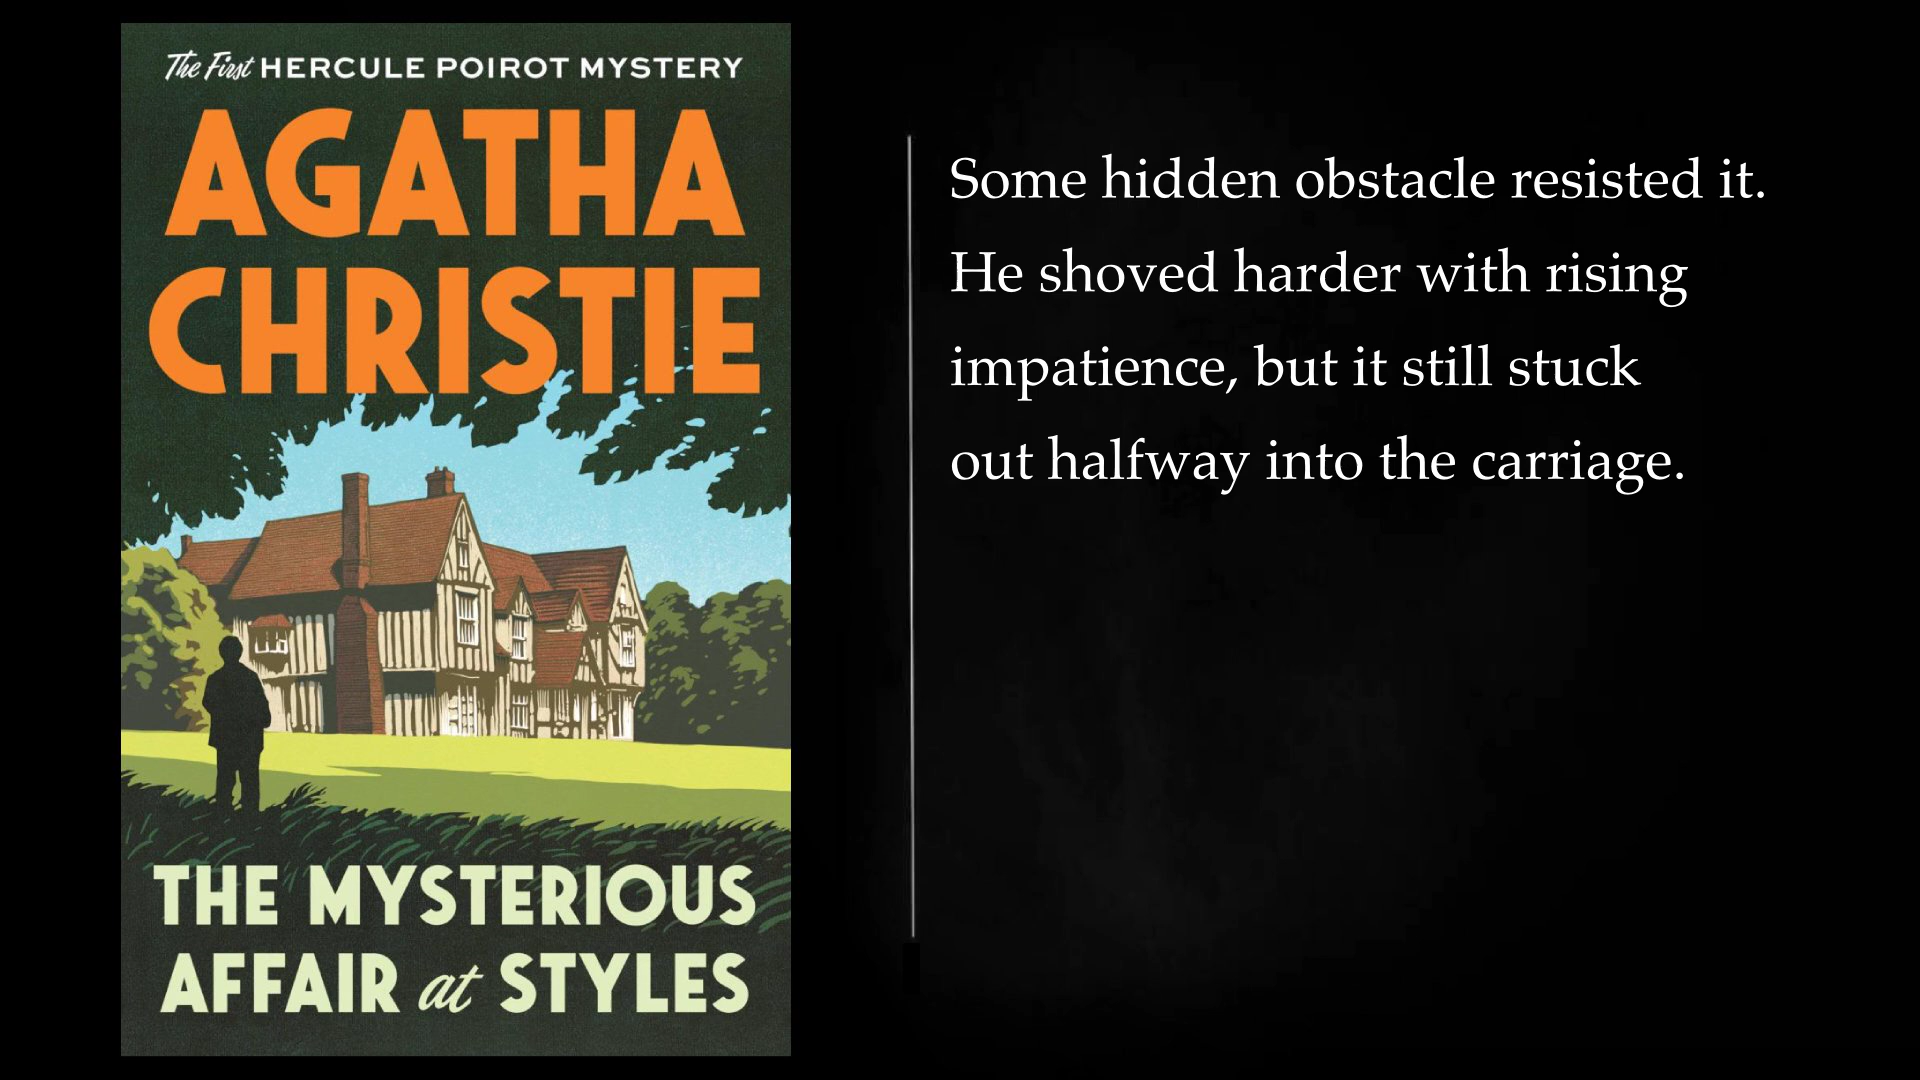 The First HERCULE POIROT MYSTERY
AGATHA
CHRISTIE
THE MYSTERIOUS
AFFAIR at STYLES
Some hidden obstacle resisted it.
He shoved harder with rising
impatience, but it still stuck
out halfway into the carriage.